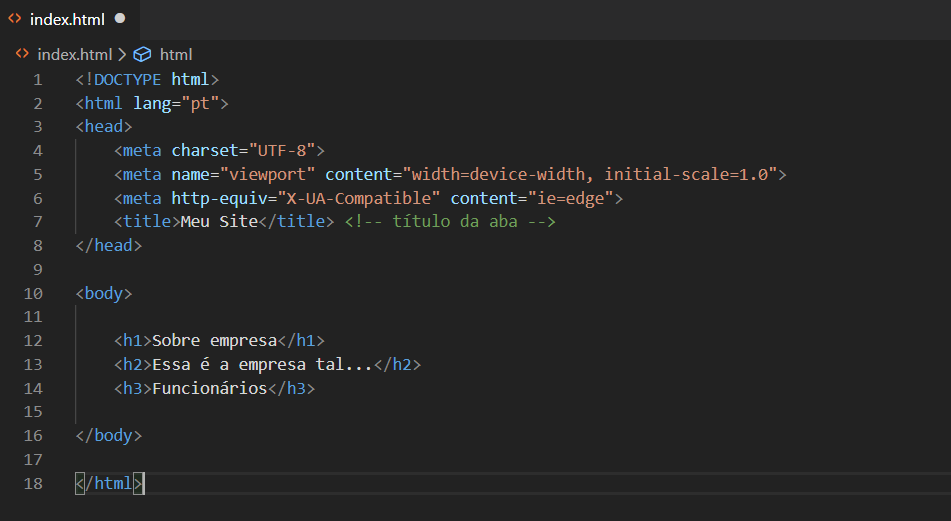 index.html
index.html > html
1 <!DOCTYPE html>
2 <html lang="pt">
3 <head>
4     <meta charset="UTF-8">
5     <meta name="viewport" content="width=device-width, initial-scale=1.0">
6     <meta http-equiv="X-UA-Compatible" content="ie=edge">
7     <title>Meu Site</title> <!-- título da aba -->
8 </head>
9
10 <body>
11
12     <h1>Sobre empresa</h1>
13     <h2>Essa é a empresa tal...</h2>
14     <h3>Funcionários</h3>
15
16 </body>
17
18 </html>